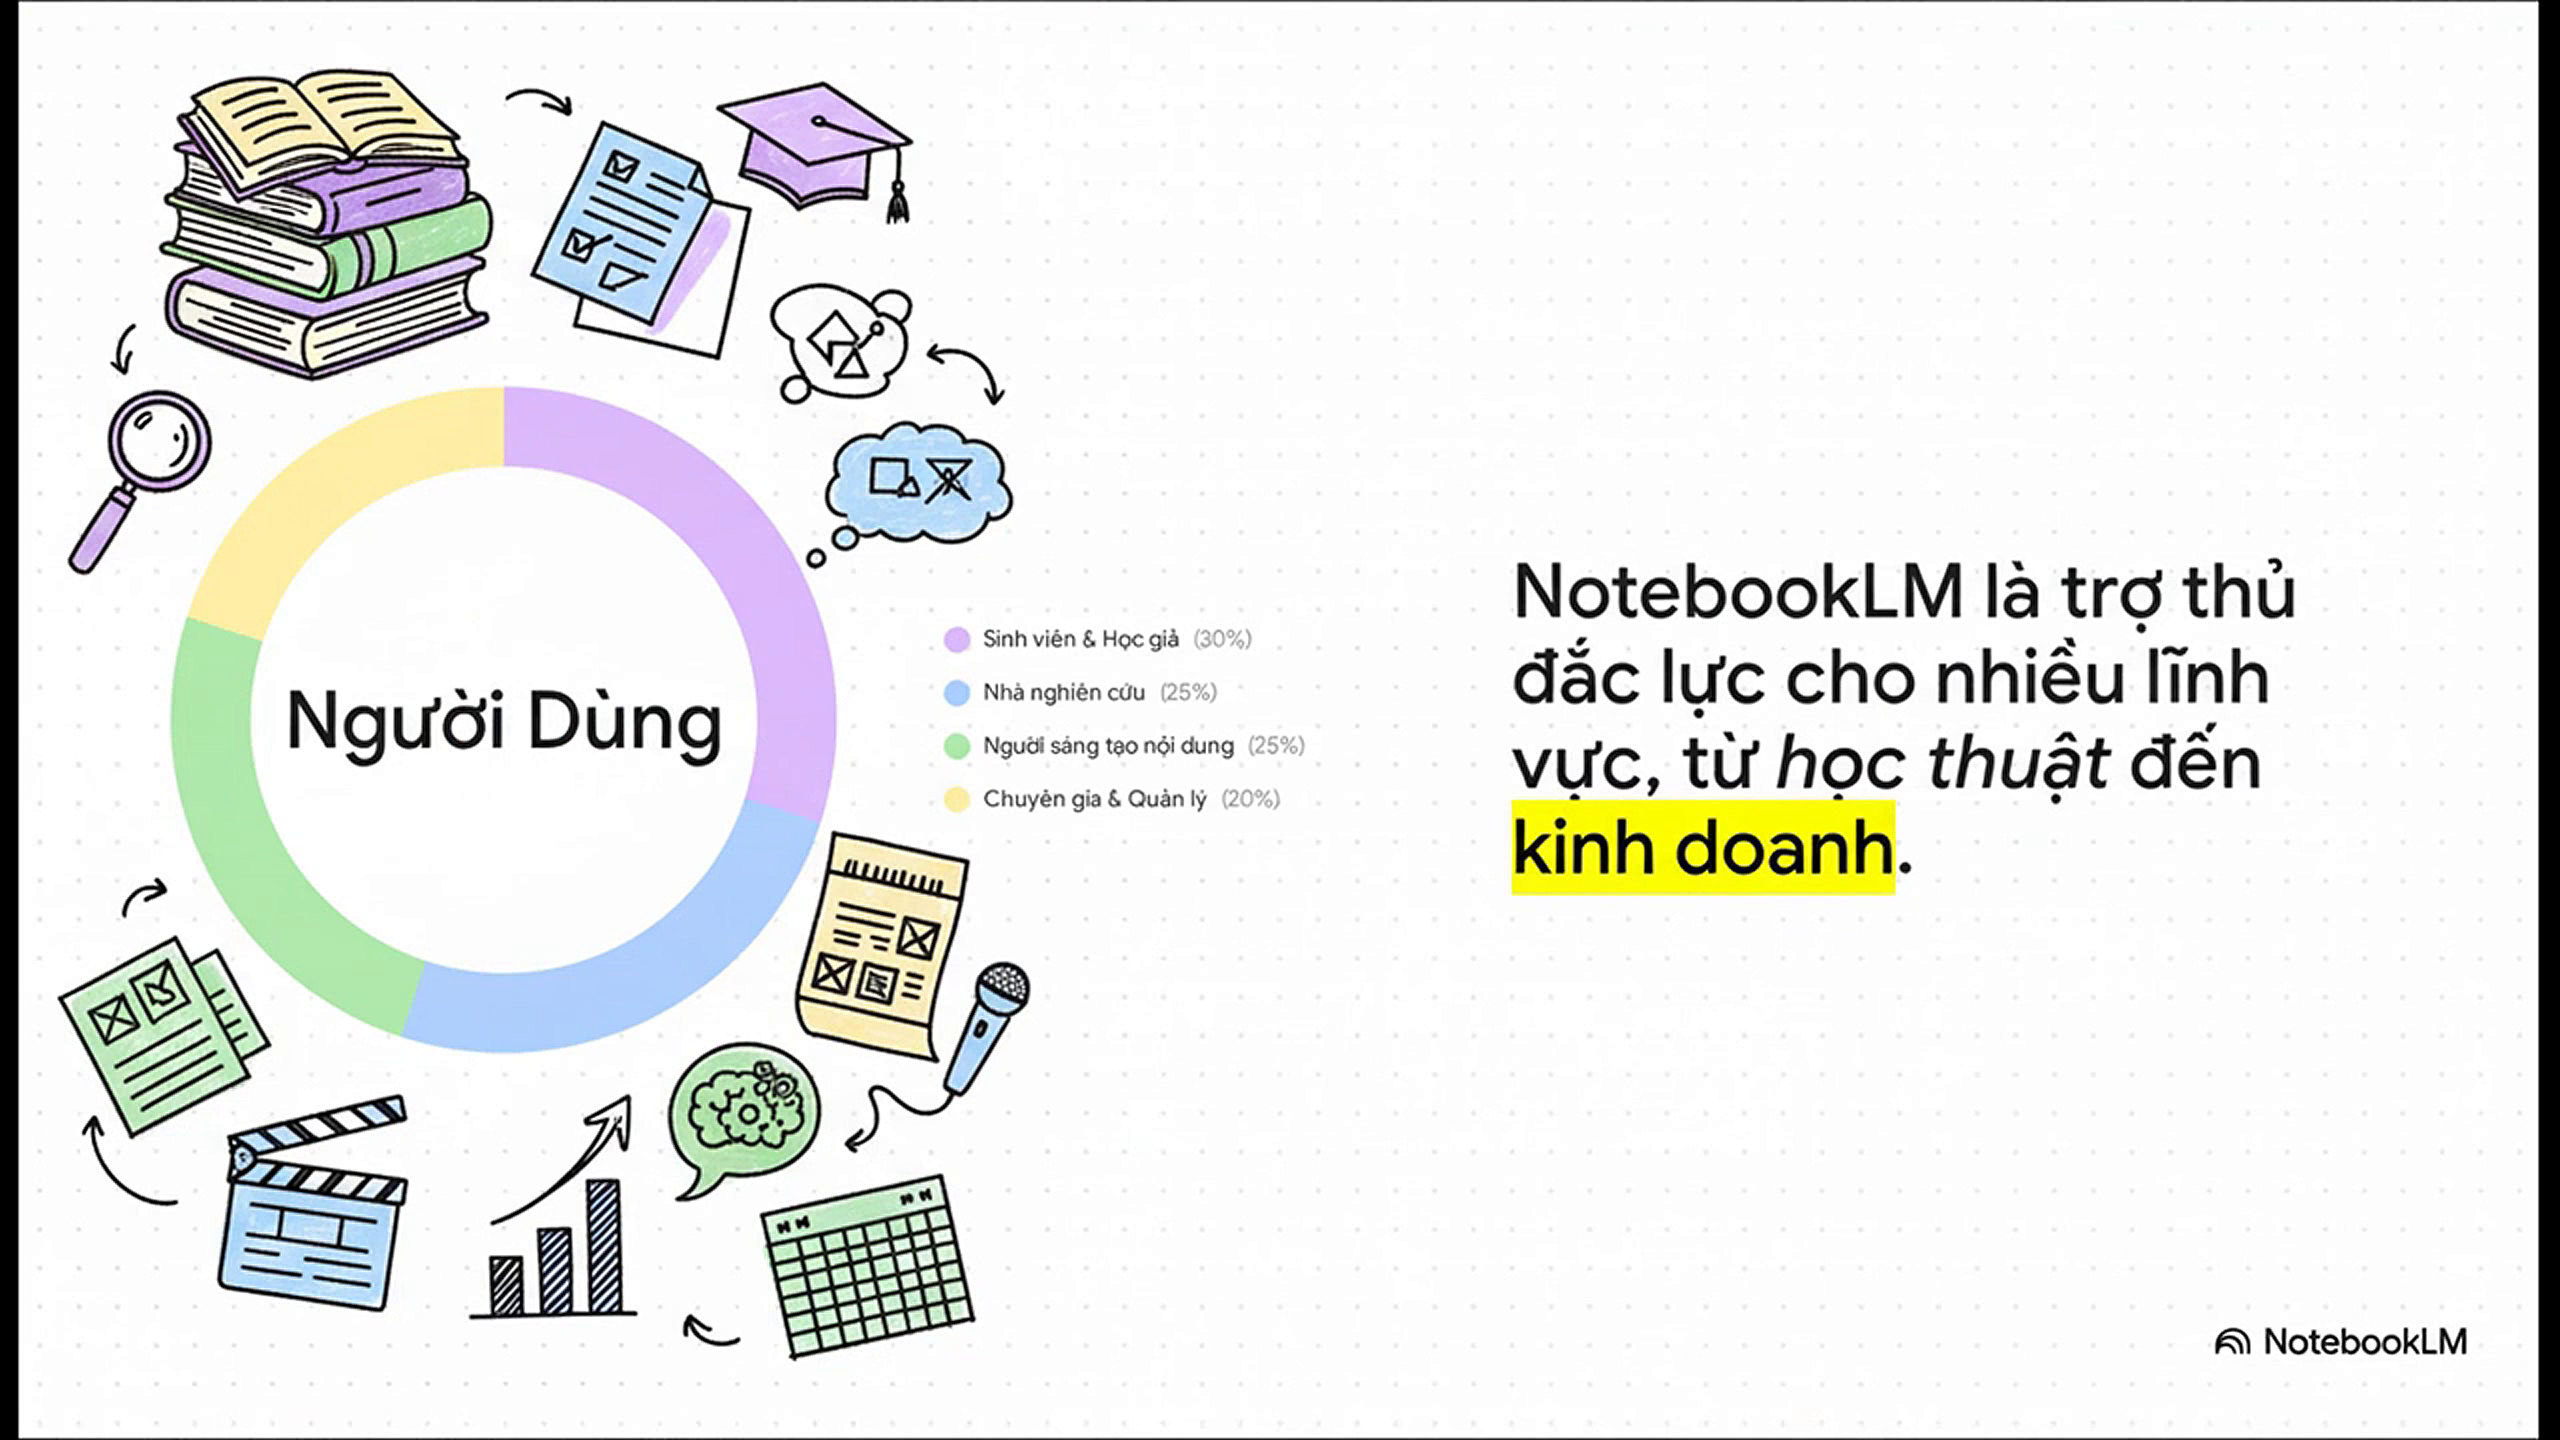 Người Dùng
Sinh viên & Học giả (30%)
Nhà nghiên cứu (25%)
Người sáng tạo nội dung (25%)
Chuyên gia & Quản lý (20%)
NotebookLM là trợ thủ
đắc lực cho nhiều lĩnh
vực, từ học thuật đến
kinh doanh.
NotebookLM